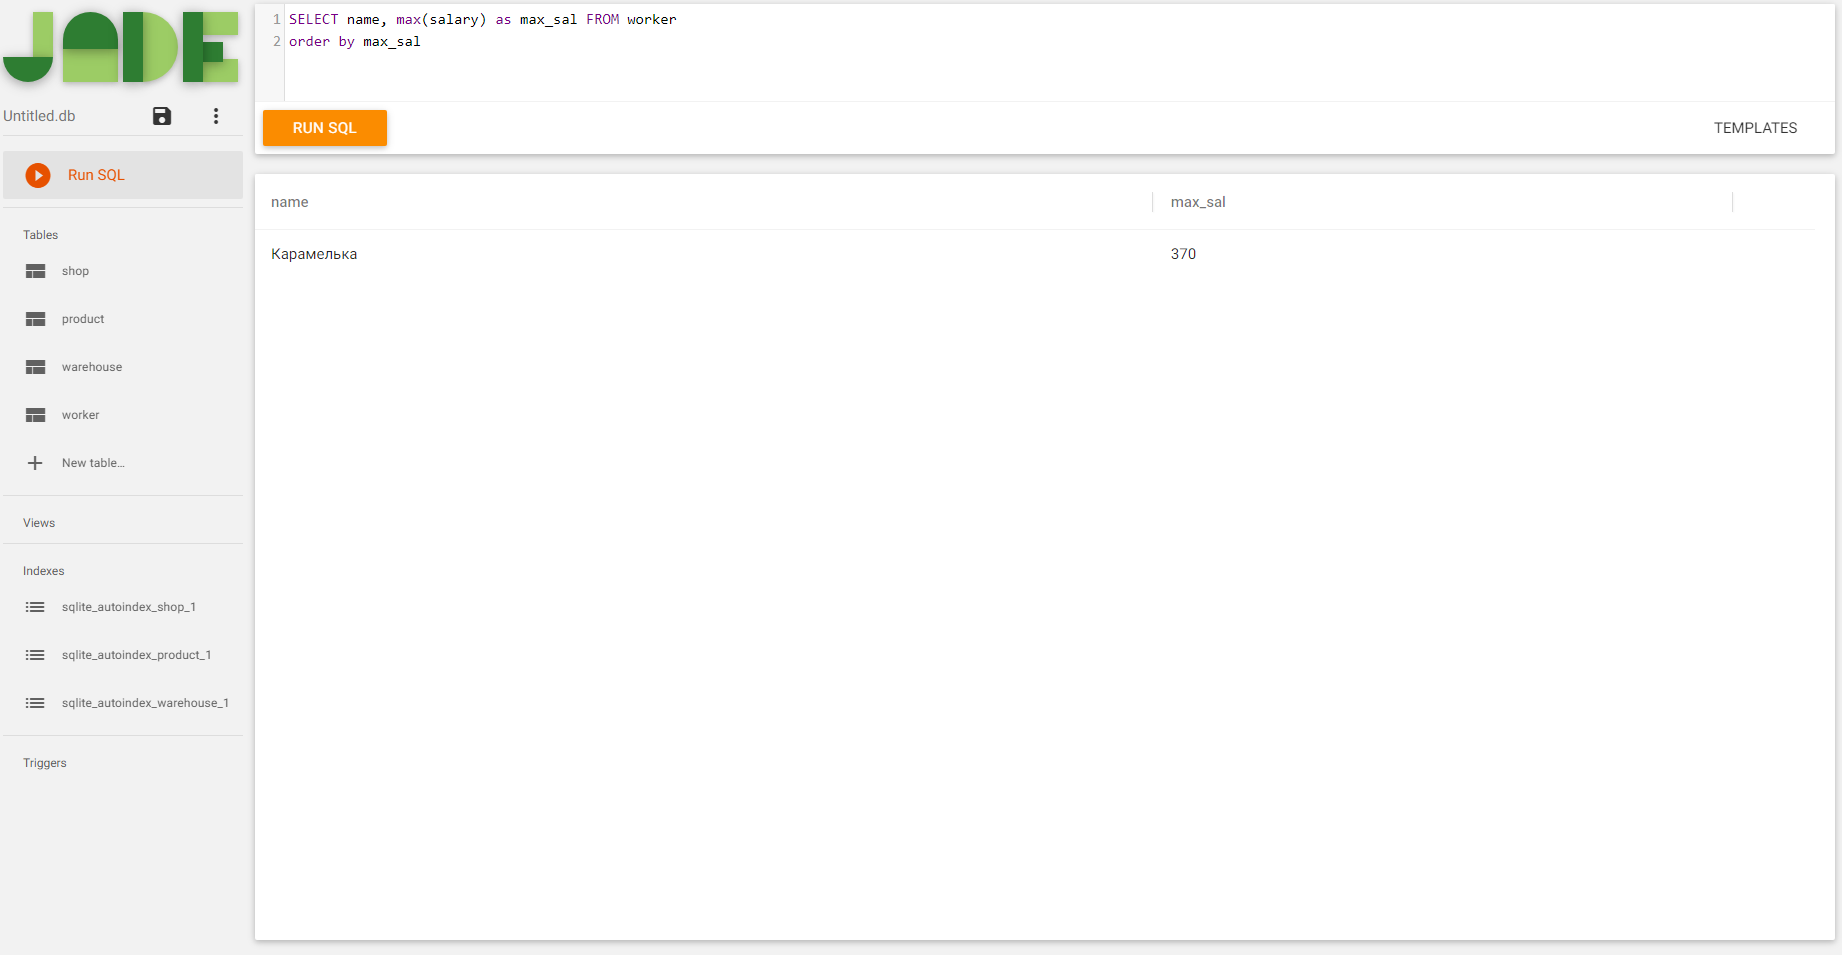 JADE
Untitled.db
Run SQL
Tables
shop
product
warehouse
worker
New table...
Views
Indexes
sqlite_autoindex_shop_1
sqlite_autoindex_product_1
sqlite_autoindex_warehouse_1
Triggers
1 SELECT name, max(salary) as max_sal FROM worker
2 order by max_sal
RUN SQL TEMPLATES
name max_sal
Карамелька 370